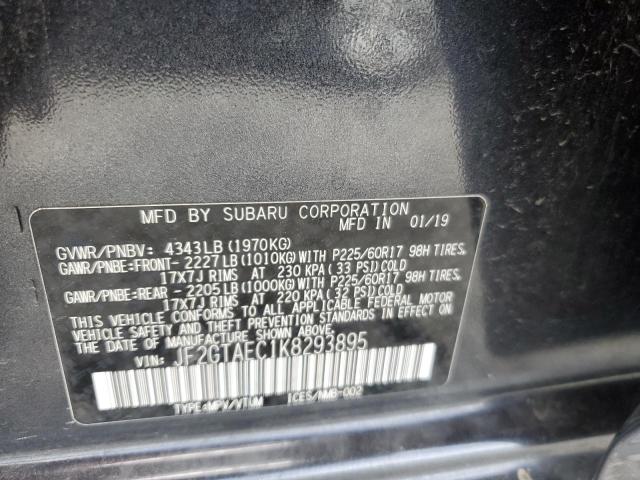 MFD BY SUBARU CORPORATION
MFD IN 01/19
GVWR/PNBV: 4343LB(1970KG)
GAWR/PNBE:FRONT- 2227LB(1010KG)WITH P225/60R17 98H TIRES,
17X7J RIMS AT 230 KPA(33 PSI)COLD
GAWR/PNBE:REAR - 2205LB(1000KG)WITH P225/60R17 98H TIRES,
17X7J RIMS AT 220 KPA(32 PSI)COLD
THIS VEHICLE CONFORMS TO ALL APPLICABLE FEDERAL MOTOR
VEHICLE SAFETY AND THEFT PREVENTION STANDARDS IN EFFECT ON
THE DATE OF MANUFACTURE SHOWN ABOVE.
VIN: JF2GTAEC1K8293895
TYPE:MPV/VTUM ICES/NMB-002